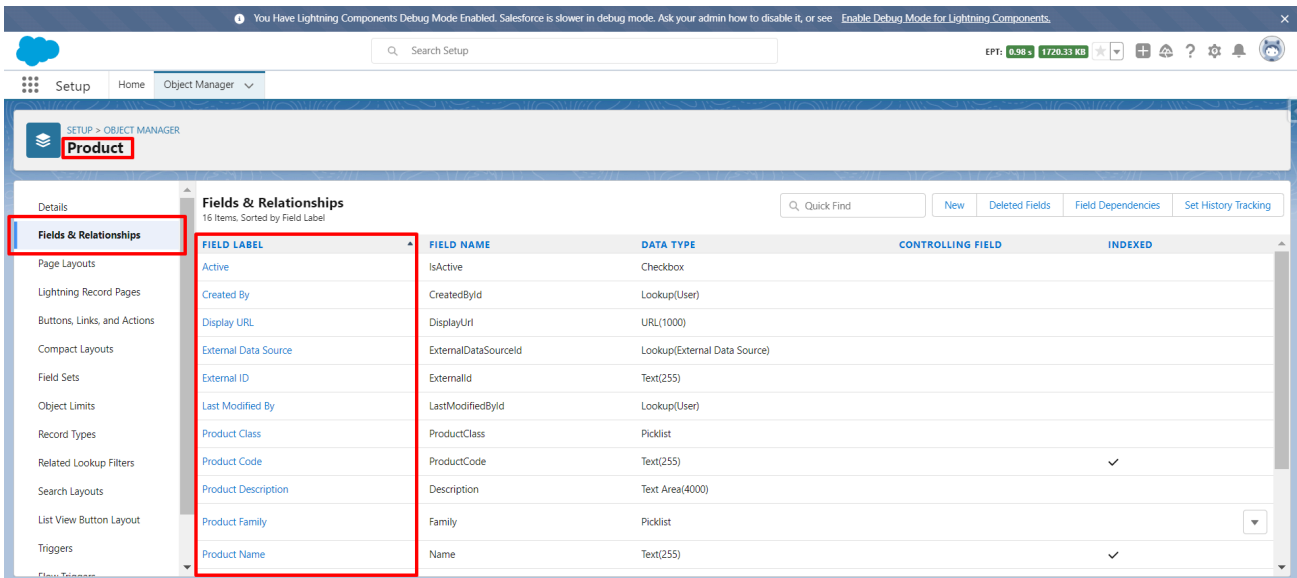 You Have Lightning Components Debug Mode Enabled. Salesforce is slower in debug mode. Ask your admin how to disable it, or see Enable Debug Mode for Lightning Components.
Search Setup
EPT: 0.98 s 1720.33 KB
Setup Home Object Manager
SETUP > OBJECT MANAGER
Product
Details
Fields & Relationships
Page Layouts
Lightning Record Pages
Buttons, Links, and Actions
Compact Layouts
Field Sets
Object Limits
Record Types
Related Lookup Filters
Search Layouts
List View Button Layout
Triggers
Flow Triggers
Fields & Relationships
16 Items, Sorted by Field Label
Quick Find
New Deleted Fields Field Dependencies Set History Tracking
FIELD LABEL FIELD NAME DATA TYPE CONTROLLING FIELD INDEXED
Active IsActive Checkbox
Created By CreatedById Lookup(User)
Display URL DisplayUrl URL(1000)
External Data Source ExternalDataSourceId Lookup(External Data Source)
External ID ExternalId Text(255)
Last Modified By LastModifiedById Lookup(User)
Product Class ProductClass Picklist
Product Code ProductCode Text(255)
Product Description Description Text Area(4000)
Product Family Family Picklist
Product Name Name Text(255)